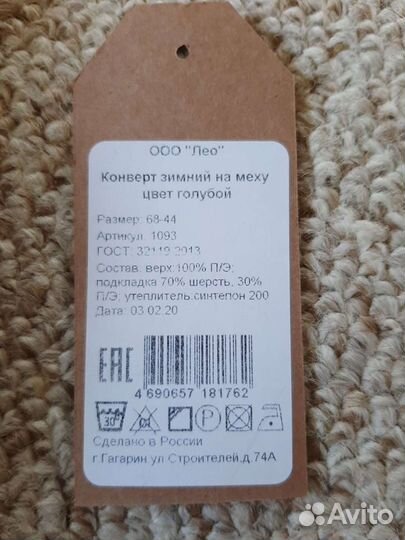 ООО "Лео"
Конверт зимний на меху
цвет голубой
Размер: 68-44
Артикул: 1093
ГОСТ: 32119-2013
Состав: верх:100% П/Э;
подкладка 70% шерсть, 30%
П/Э; утеплитель:синтепон 200
Дата: 03.02.20
EAC
4 690657 181762
30
Сделано в России
г.Гагарин ул Строителей,д.74А
Avito